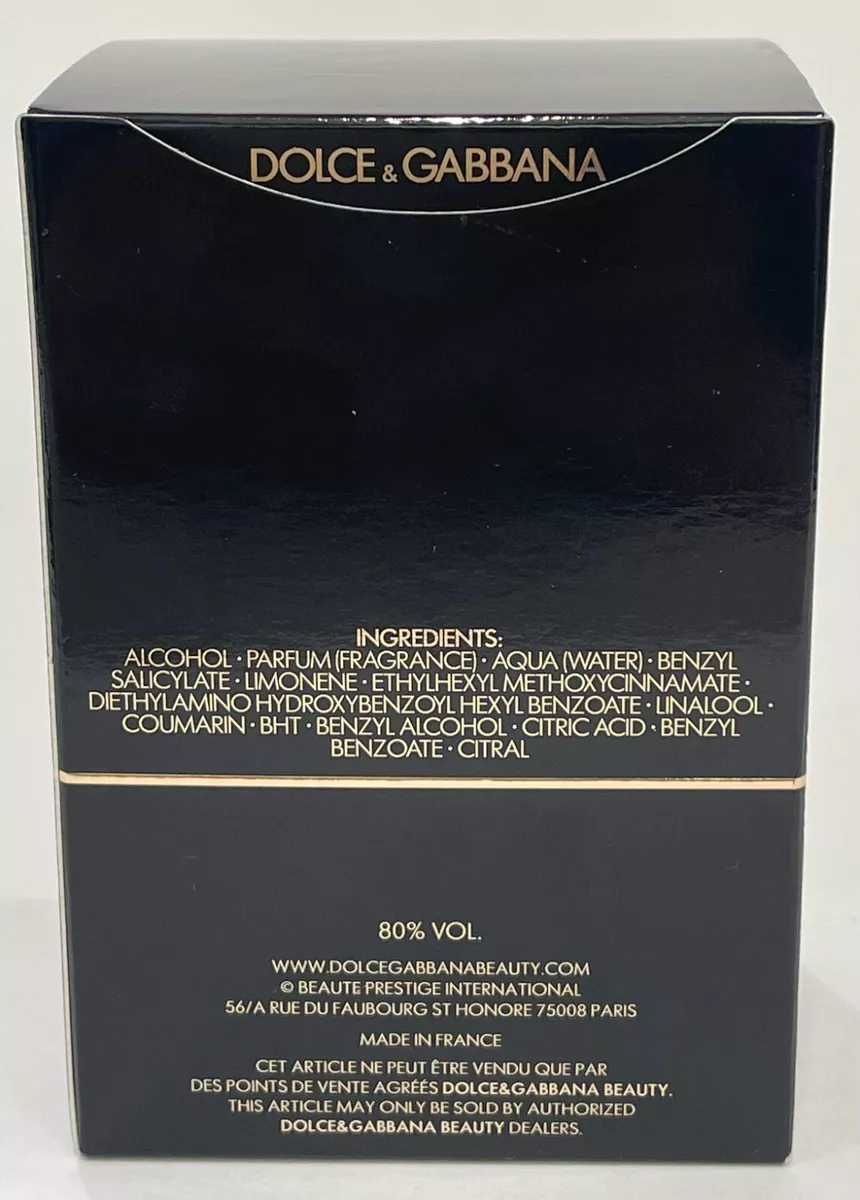 DOLCE & GABBANA
INGREDIENTS:
ALCOHOL · PARFUM (FRAGRANCE) · AQUA (WATER) · BENZYL
SALICYLATE · LIMONENE · ETHYLHEXYL METHOXYCINNAMATE ·
DIETHYLAMINO HYDROXYBENZOYL HEXYL BENZOATE · LINALOOL ·
COUMARIN · BHT · BENZYL ALCOHOL · CITRIC ACID · BENZYL
BENZOATE · CITRAL
80% VOL.
WWW.DOLCEGABBANABEAUTY.COM
© BEAUTE PRESTIGE INTERNATIONAL
56/A RUE DU FAUBOURG ST HONORE 75008 PARIS
MADE IN FRANCE
CET ARTICLE NE PEUT ÊTRE VENDU QUE PAR
DES POINTS DE VENTE AGRÉÉS DOLCE&GABBANA BEAUTY.
THIS ARTICLE MAY ONLY BE SOLD BY AUTHORIZED
DOLCE&GABBANA BEAUTY DEALERS.